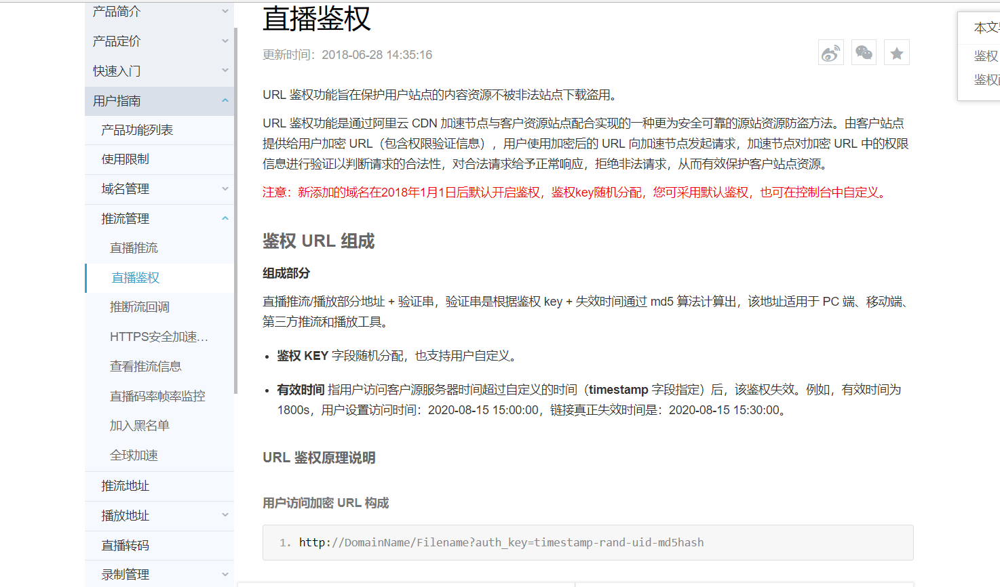 产品简介
产品定价
快速入门
用户指南
产品功能列表
使用限制
域名管理
推流管理
直播推流
直播鉴权
推断流回调
HTTPS安全加速...
查看推流信息
直播码率帧率监控
加入黑名单
全球加速
推流地址
播放地址
直播转码
录制管理
直播鉴权
更新时间：2018-06-28 14:35:16
URL 鉴权功能旨在保护用户站点的内容资源不被非法站点下载盗用。
URL 鉴权功能是通过阿里云 CDN 加速节点与客户资源站点配合实现的一种更为安全可靠的源站资源防盗方法。由客户站点
提供给用户加密 URL（包含权限验证信息），用户使用加密后的 URL 向加速节点发起请求，加速节点对加密 URL 中的权限
信息进行验证以判断请求的合法性，对合法请求给予正常响应，拒绝非法请求，从而有效保护客户站点资源。
注意：新添加的域名在2018年1月1日后默认开启鉴权，鉴权key随机分配，您可采用默认鉴权，也可在控制台中自定义。
鉴权 URL 组成
组成部分
直播推流/播放部分地址 + 验证串，验证串是根据鉴权 key + 失效时间通过 md5 算法计算出，该地址适用于 PC 端、移动端、
第三方推流和播放工具。
• 鉴权 KEY 字段随机分配，也支持用户自定义。
• 有效时间 指用户访问客户源服务器时间超过自定义的时间（timestamp 字段指定）后，该鉴权失效。例如，有效时间为
1800s，用户设置访问时间：2020-08-15 15:00:00，链接真正失效时间是：2020-08-15 15:30:00。
URL 鉴权原理说明
用户访问加密 URL 构成
1. http://DomainName/Filename?auth_key=timestamp-rand-uid-md5hash
本文
鉴权
鉴权